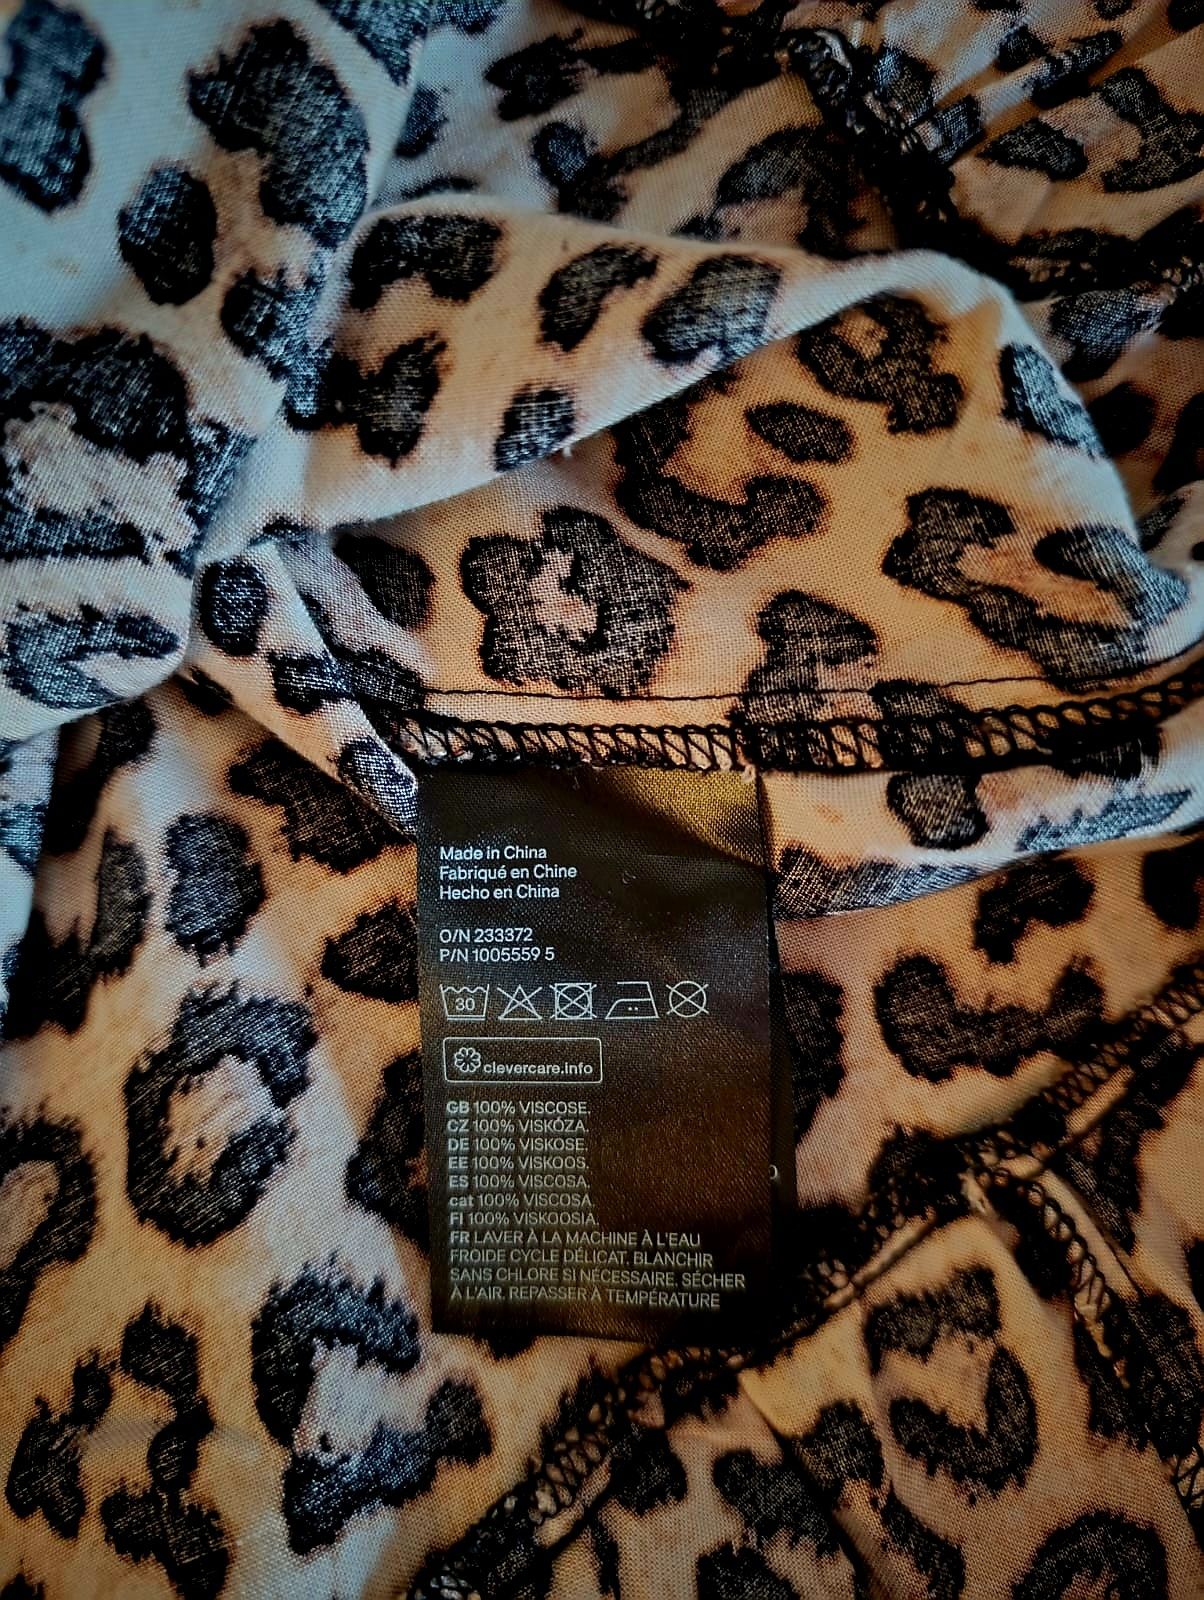 Made in China
Fabriqué en Chine
Hecho en China
O/N 233372
P/N 1005559 5
30
clevercare.info
GB 100% VISCOSE.
CZ 100% VISKÓZA.
DE 100% VISKOSE.
EE 100% VISKOOS.
ES 100% VISCOSA.
cat 100% VISCOSA.
FI 100% VISKOOSIA.
FR LAVER À LA MACHINE À L'EAU
FROIDE CYCLE DÉLICAT. BLANCHIR
SANS CHLORE SI NÉCESSAIRE. SÉCHER
À L'AIR. REPASSER À TEMPÉRATURE